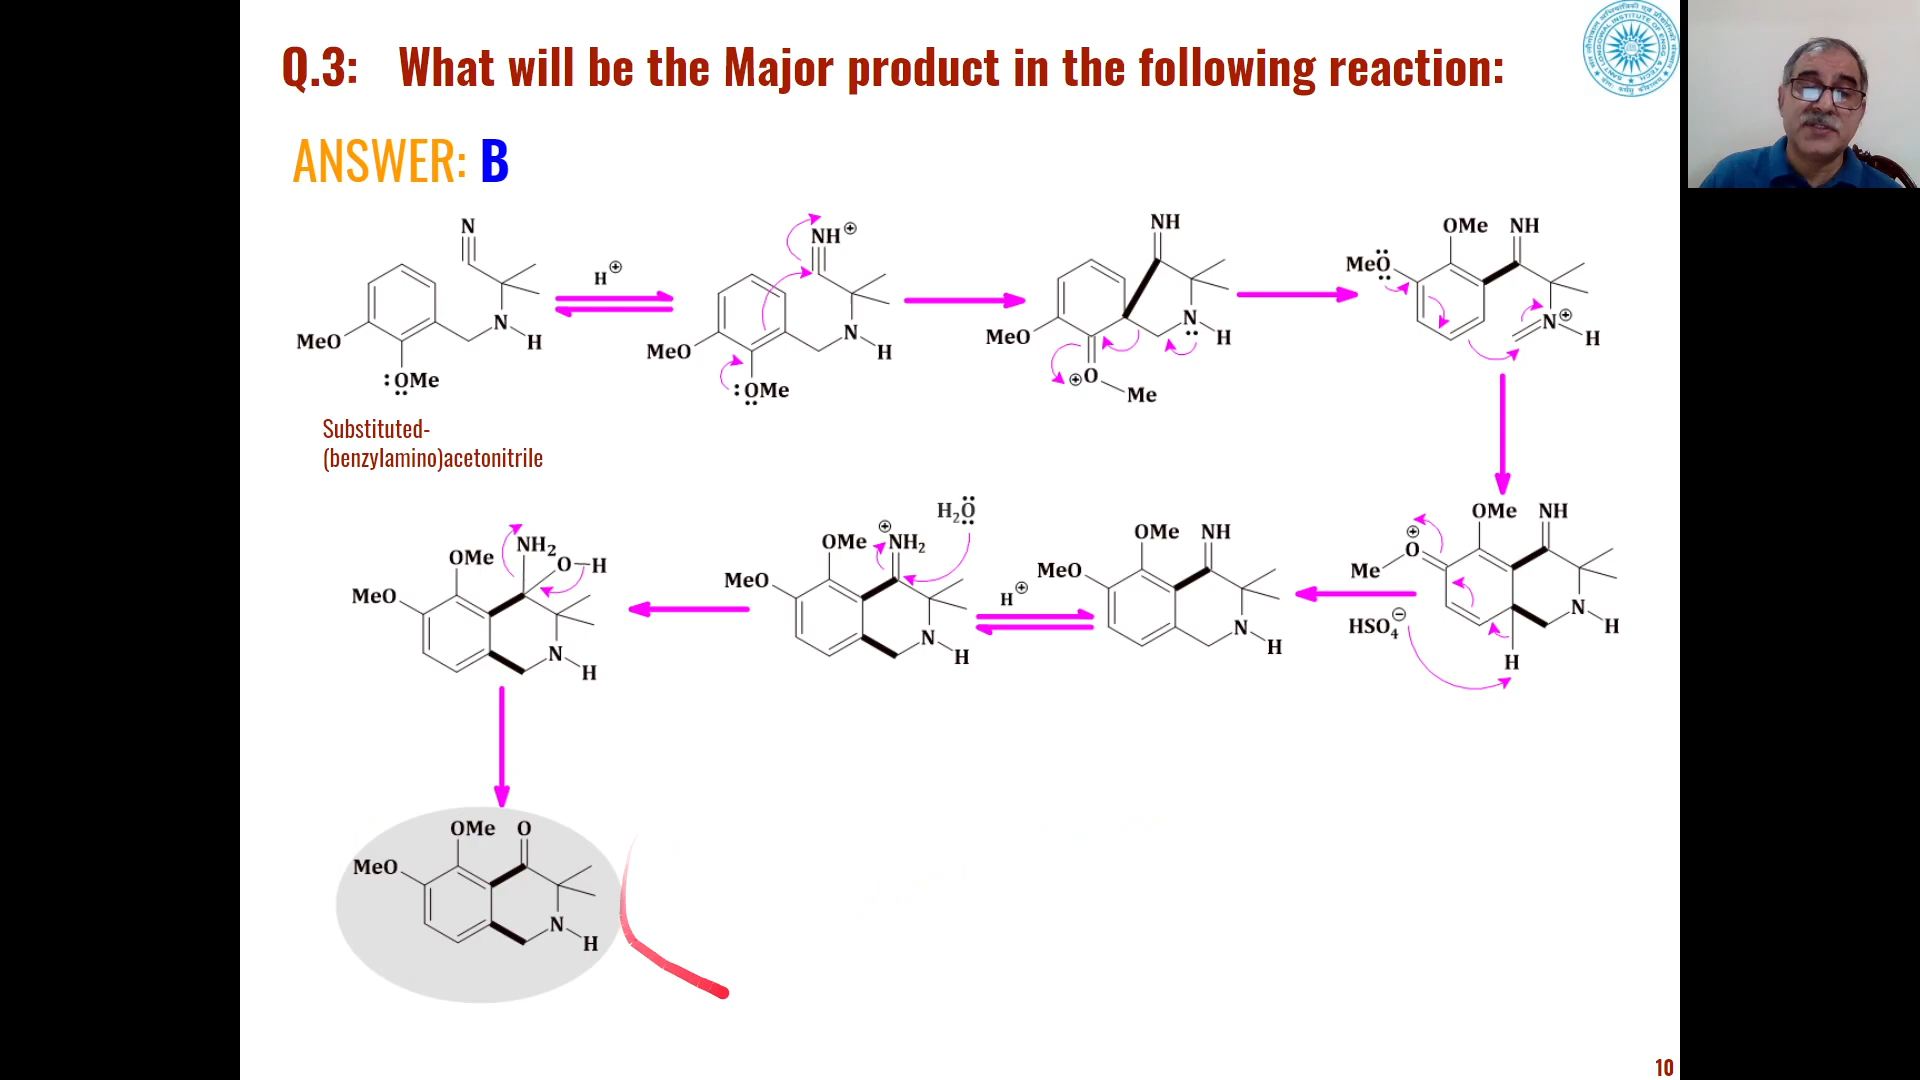 Q.3: What will be the Major product in the following reaction:
ANSWER: B
N
MeO
:OMe
N
H
H⊕
NH⊕
MeO
:OMe
N
H
NH
MeO
⊕O
Me
N
H
OMe NH
MeO
N⊕
H
Substituted-
(benzylamino)acetonitrile
OMe NH
⊕
O
Me
N
H
HSO4⊖
H
OMe NH
MeO
N
H
H⊕
H2O
⊕
OMe NH2
MeO
N
H
NH2
OMe
O-H
MeO
N
H
OMe O
MeO
N
H
10